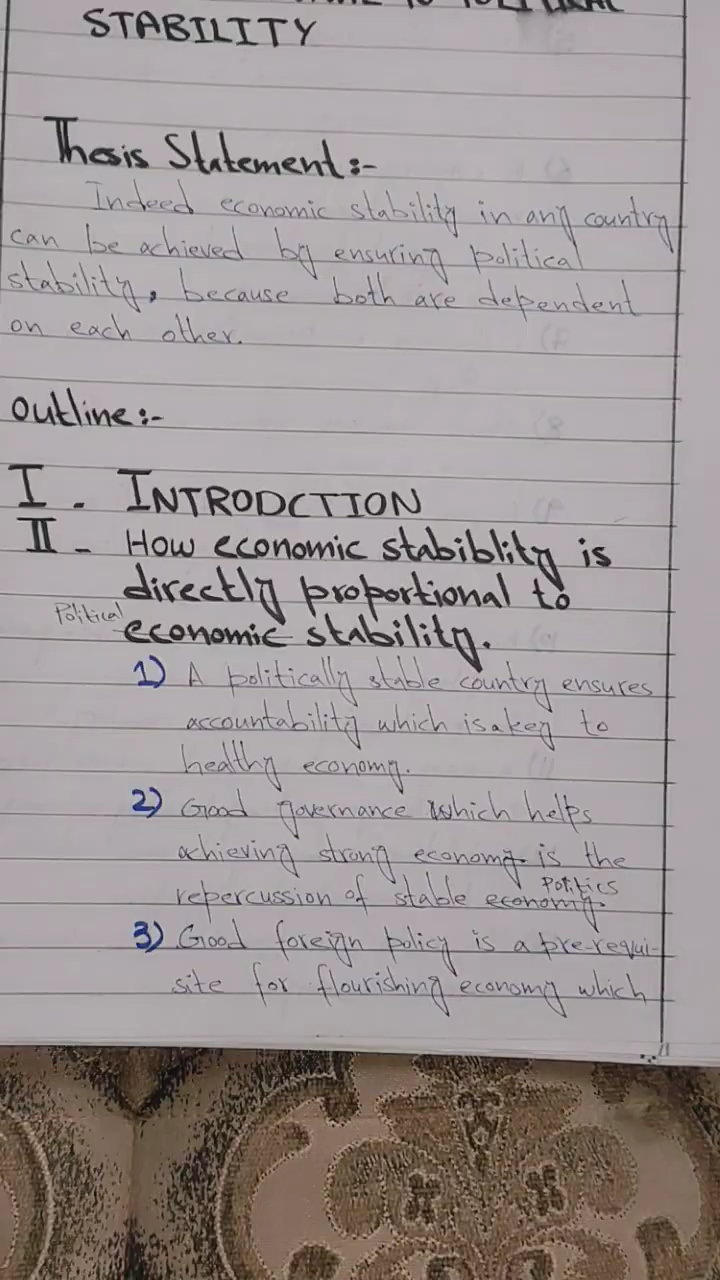 TO POLITICAL
STABILITY
Thesis Statement:-
Indeed economic stability in any country
can be achieved by ensuring political
stability, because both are dependent
on each other.
outline:-
I - INTRODCTION
II - How economic stabiblity is
directly proportional to
Political
economic stability.
1) A politically stable country ensures
accountability which is a key to
healthy economy.
2) Good governance which helps
achieving strong economy is the
Politics
repercussion of stable economy.
3) Good foreign policy is a pre-requi-
site for flourishing economy which